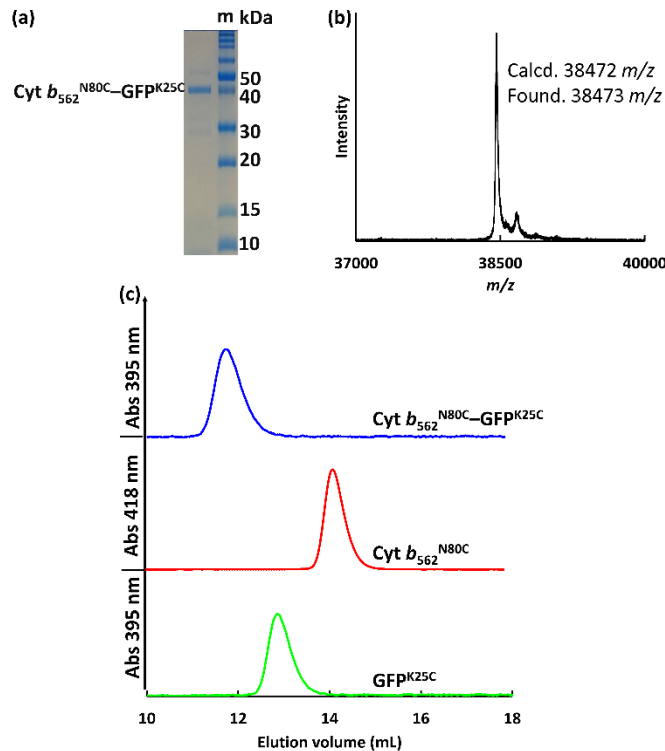 (a)
m kDa
Cyt b₅₆₂ᴺ⁸⁰ᶜ–GFPᴷ²⁵ᶜ
50
40
30
20
15
10
(b)
Intensity
Calcd. 38472 m/z
Found. 38473 m/z
37000 38500 40000
m/z
(c)
Abs 395 nm
Cyt b₅₆₂ᴺ⁸⁰ᶜ–GFPᴷ²⁵ᶜ
Abs 418 nm
Cyt b₅₆₂ᴺ⁸⁰ᶜ
Abs 395 nm
GFPᴷ²⁵ᶜ
10 12 14 16 18
Elution volume (mL)